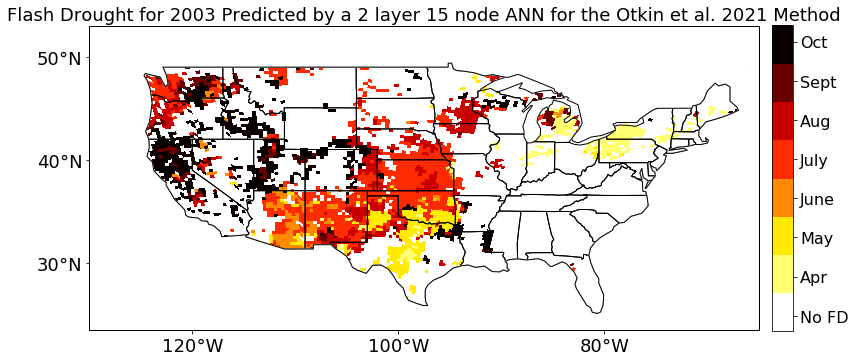 Flash Drought for 2003 Predicted by a 2 layer 15 node ANN for the Otkin et al. 2021 Method
50°N
40°N
30°N
120°W
100°W
80°W
Oct
Sept
Aug
July
June
May
Apr
No FD